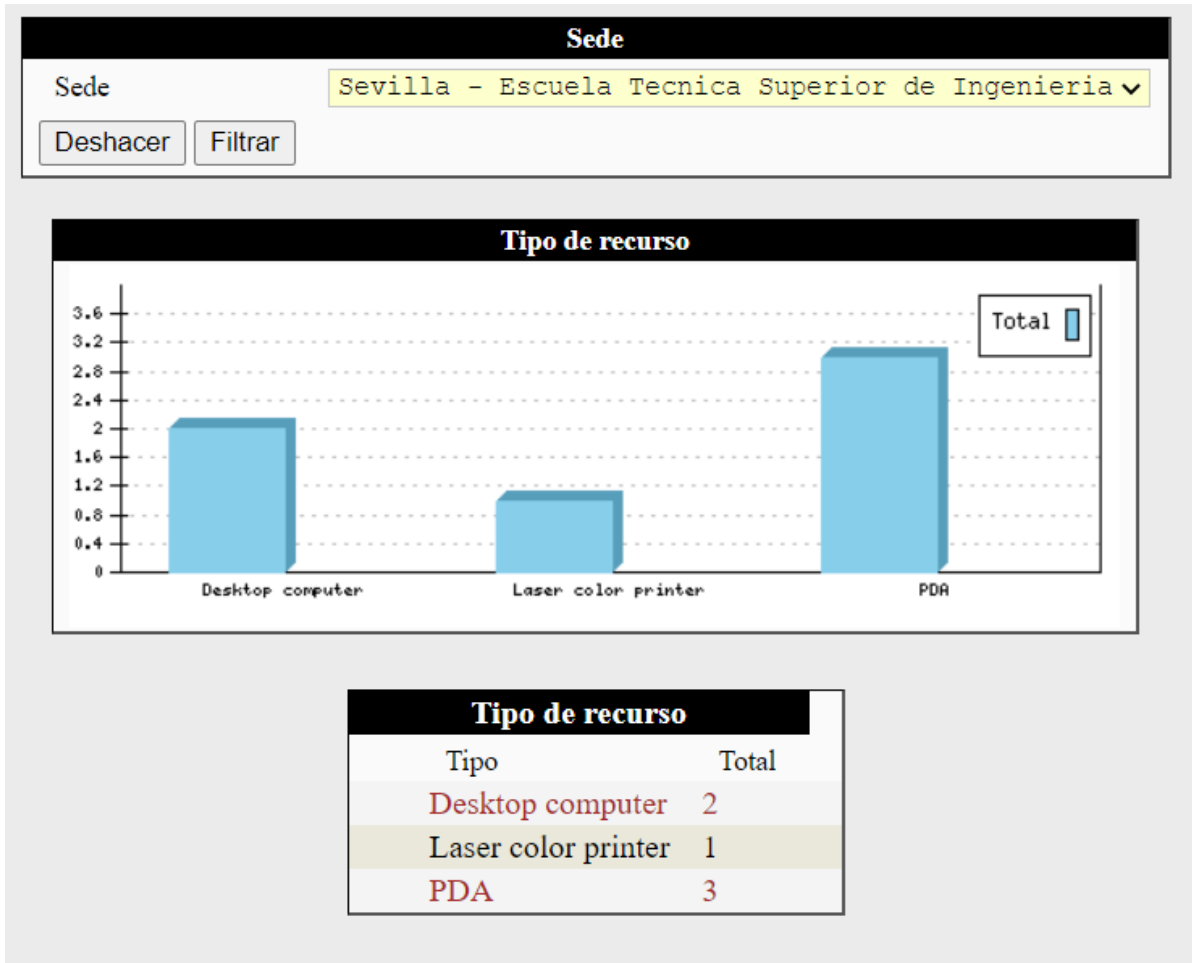 Sede
Sede Sevilla - Escuela Tecnica Superior de Ingenieria
Deshacer Filtrar
Tipo de recurso
Total
3.6
3.2
2.8
2.4
2
1.6
1.2
0.8
0.4
0
Desktop computer Laser color printer PDA
Tipo de recurso
Tipo Total
Desktop computer 2
Laser color printer 1
PDA 3